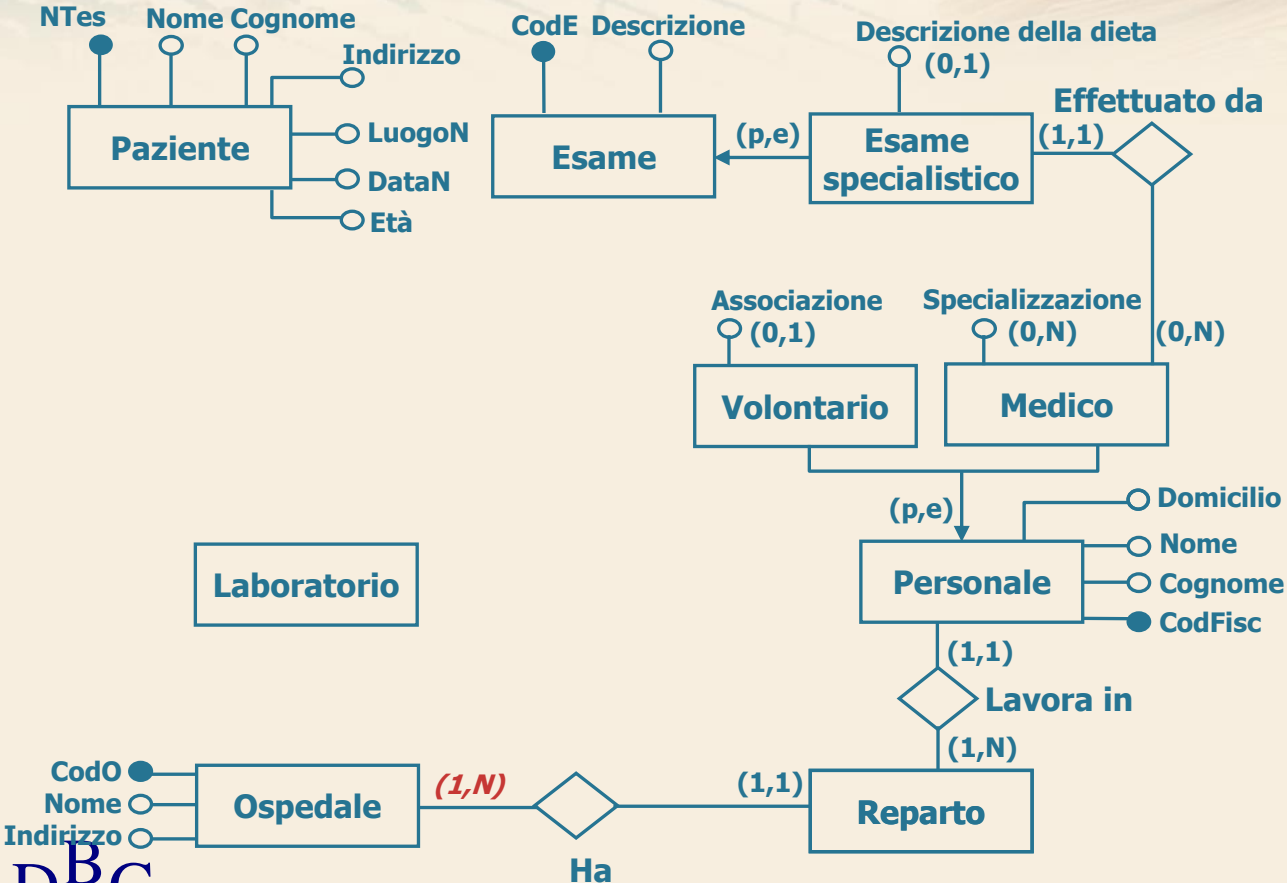 NTes
Nome Cognome
Indirizzo
LuogoN
DataN
Età
Paziente
CodE Descrizione
Esame
(p,e)
Descrizione della dieta
(0,1)
Esame
specialistico
(1,1)
Effettuato da
(0,N)
Associazione
(0,1)
Volontario
Specializzazione
(0,N)
Medico
(p,e)
Domicilio
Nome
Cognome
CodFisc
Personale
(1,1)
Lavora in
(1,N)
Laboratorio
CodO
Nome
Indirizzo
Ospedale
(1,N)
Ha
(1,1)
Reparto
DBG